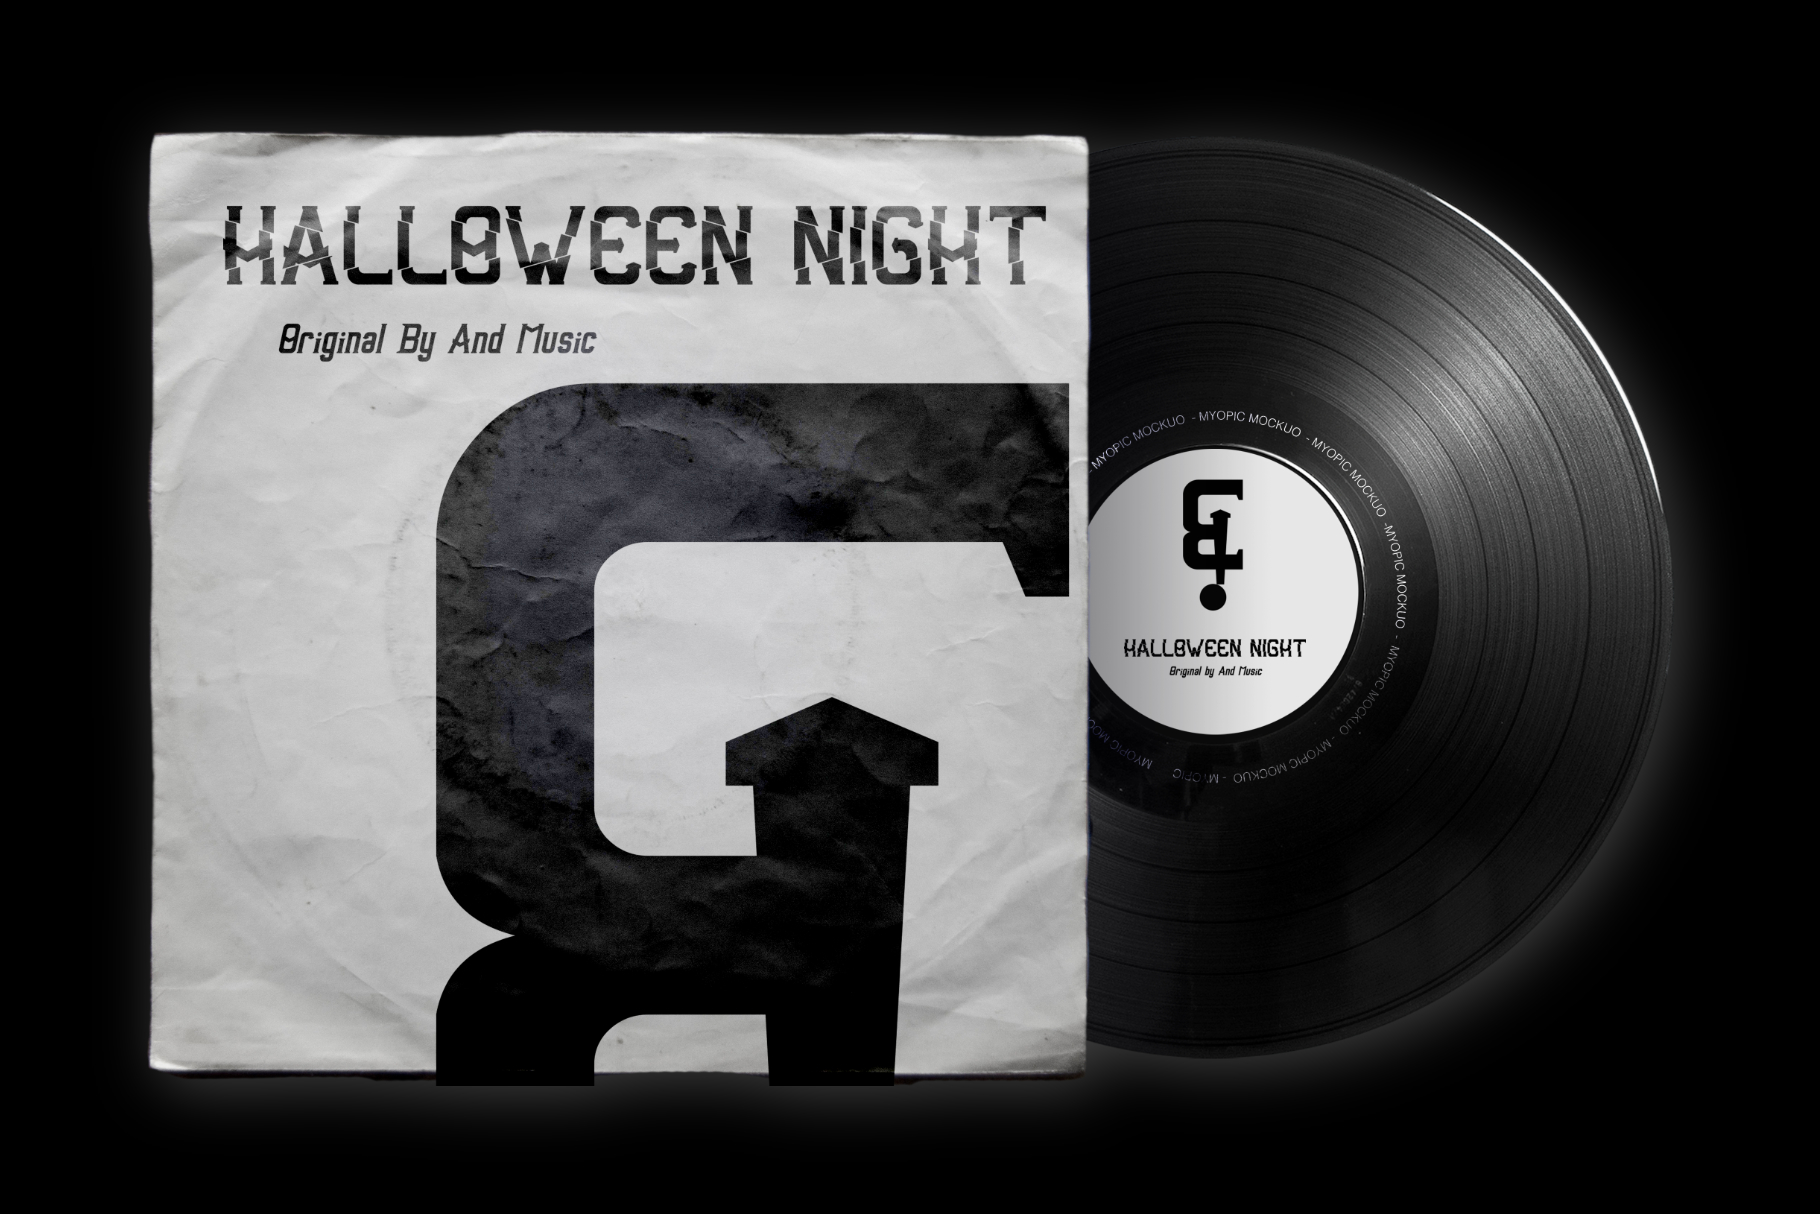 HALLOWEEN NIGHT
Original By And Music
- MYOPIC MOCKUO - MYOPIC MOCKUO - MYOPIC MOCKUO -MYOPIC MOCKUO - MYOPIC MOCKUO - MYOPIC MOCKUO - MYOPIC
MYOPIC
HALLOWEEN NIGHT
Original by And Music